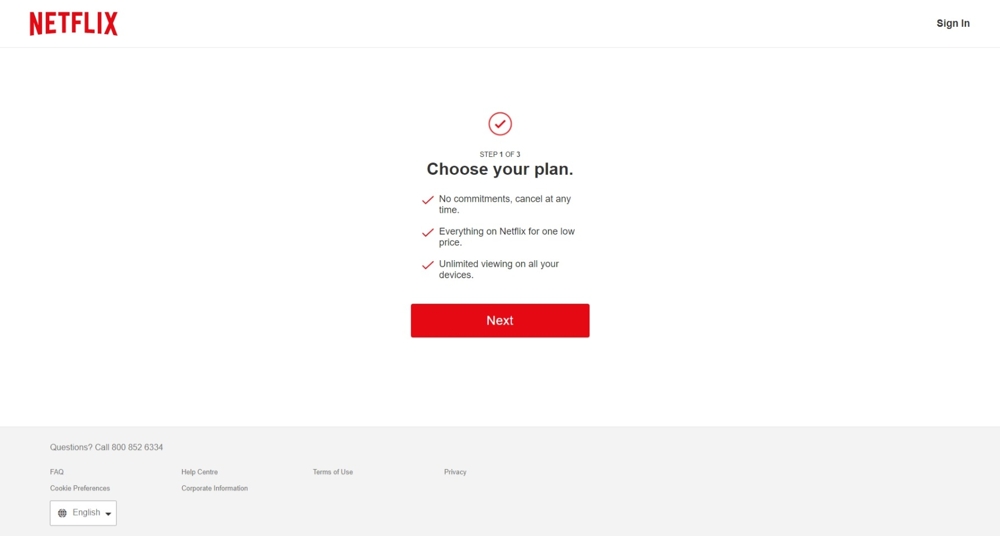 NETFLIX
Sign In
STEP 1 OF 3
Choose your plan.
No commitments, cancel at any
time.
Everything on Netflix for one low
price.
Unlimited viewing on all your
devices.
Next
Questions? Call 800 852 6334
FAQ
Help Centre
Terms of Use
Privacy
Cookie Preferences
Corporate Information
English